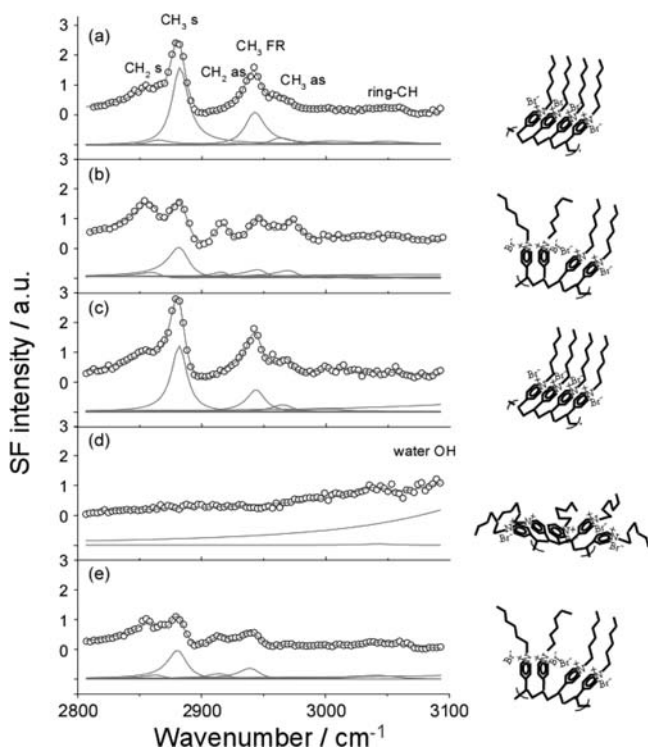 (a)
CH3 s
CH2 s
CH3 FR
CH2 as
CH3 as
ring-CH
3
2
1
0
(b)
3
2
1
0
(c)
3
2
1
0
(d)
water OH
3
2
1
0
(e)
3
2
1
0
SF intensity / a.u.
2800
2900
3000
3100
Wavenumber / cm-1